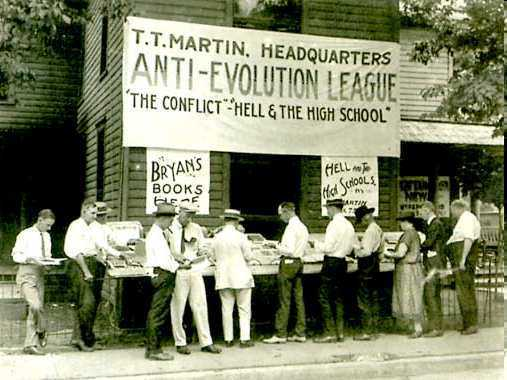 T.T. MARTIN. HEADQUARTERS
ANTI-EVOLUTION LEAGUE
"THE CONFLICT"-"HELL & THE HIGH SCHOOL"
"BRYAN'S
BOOKS
HERE
HELL AND THE
HIGH SCHOOLS
MARTIN